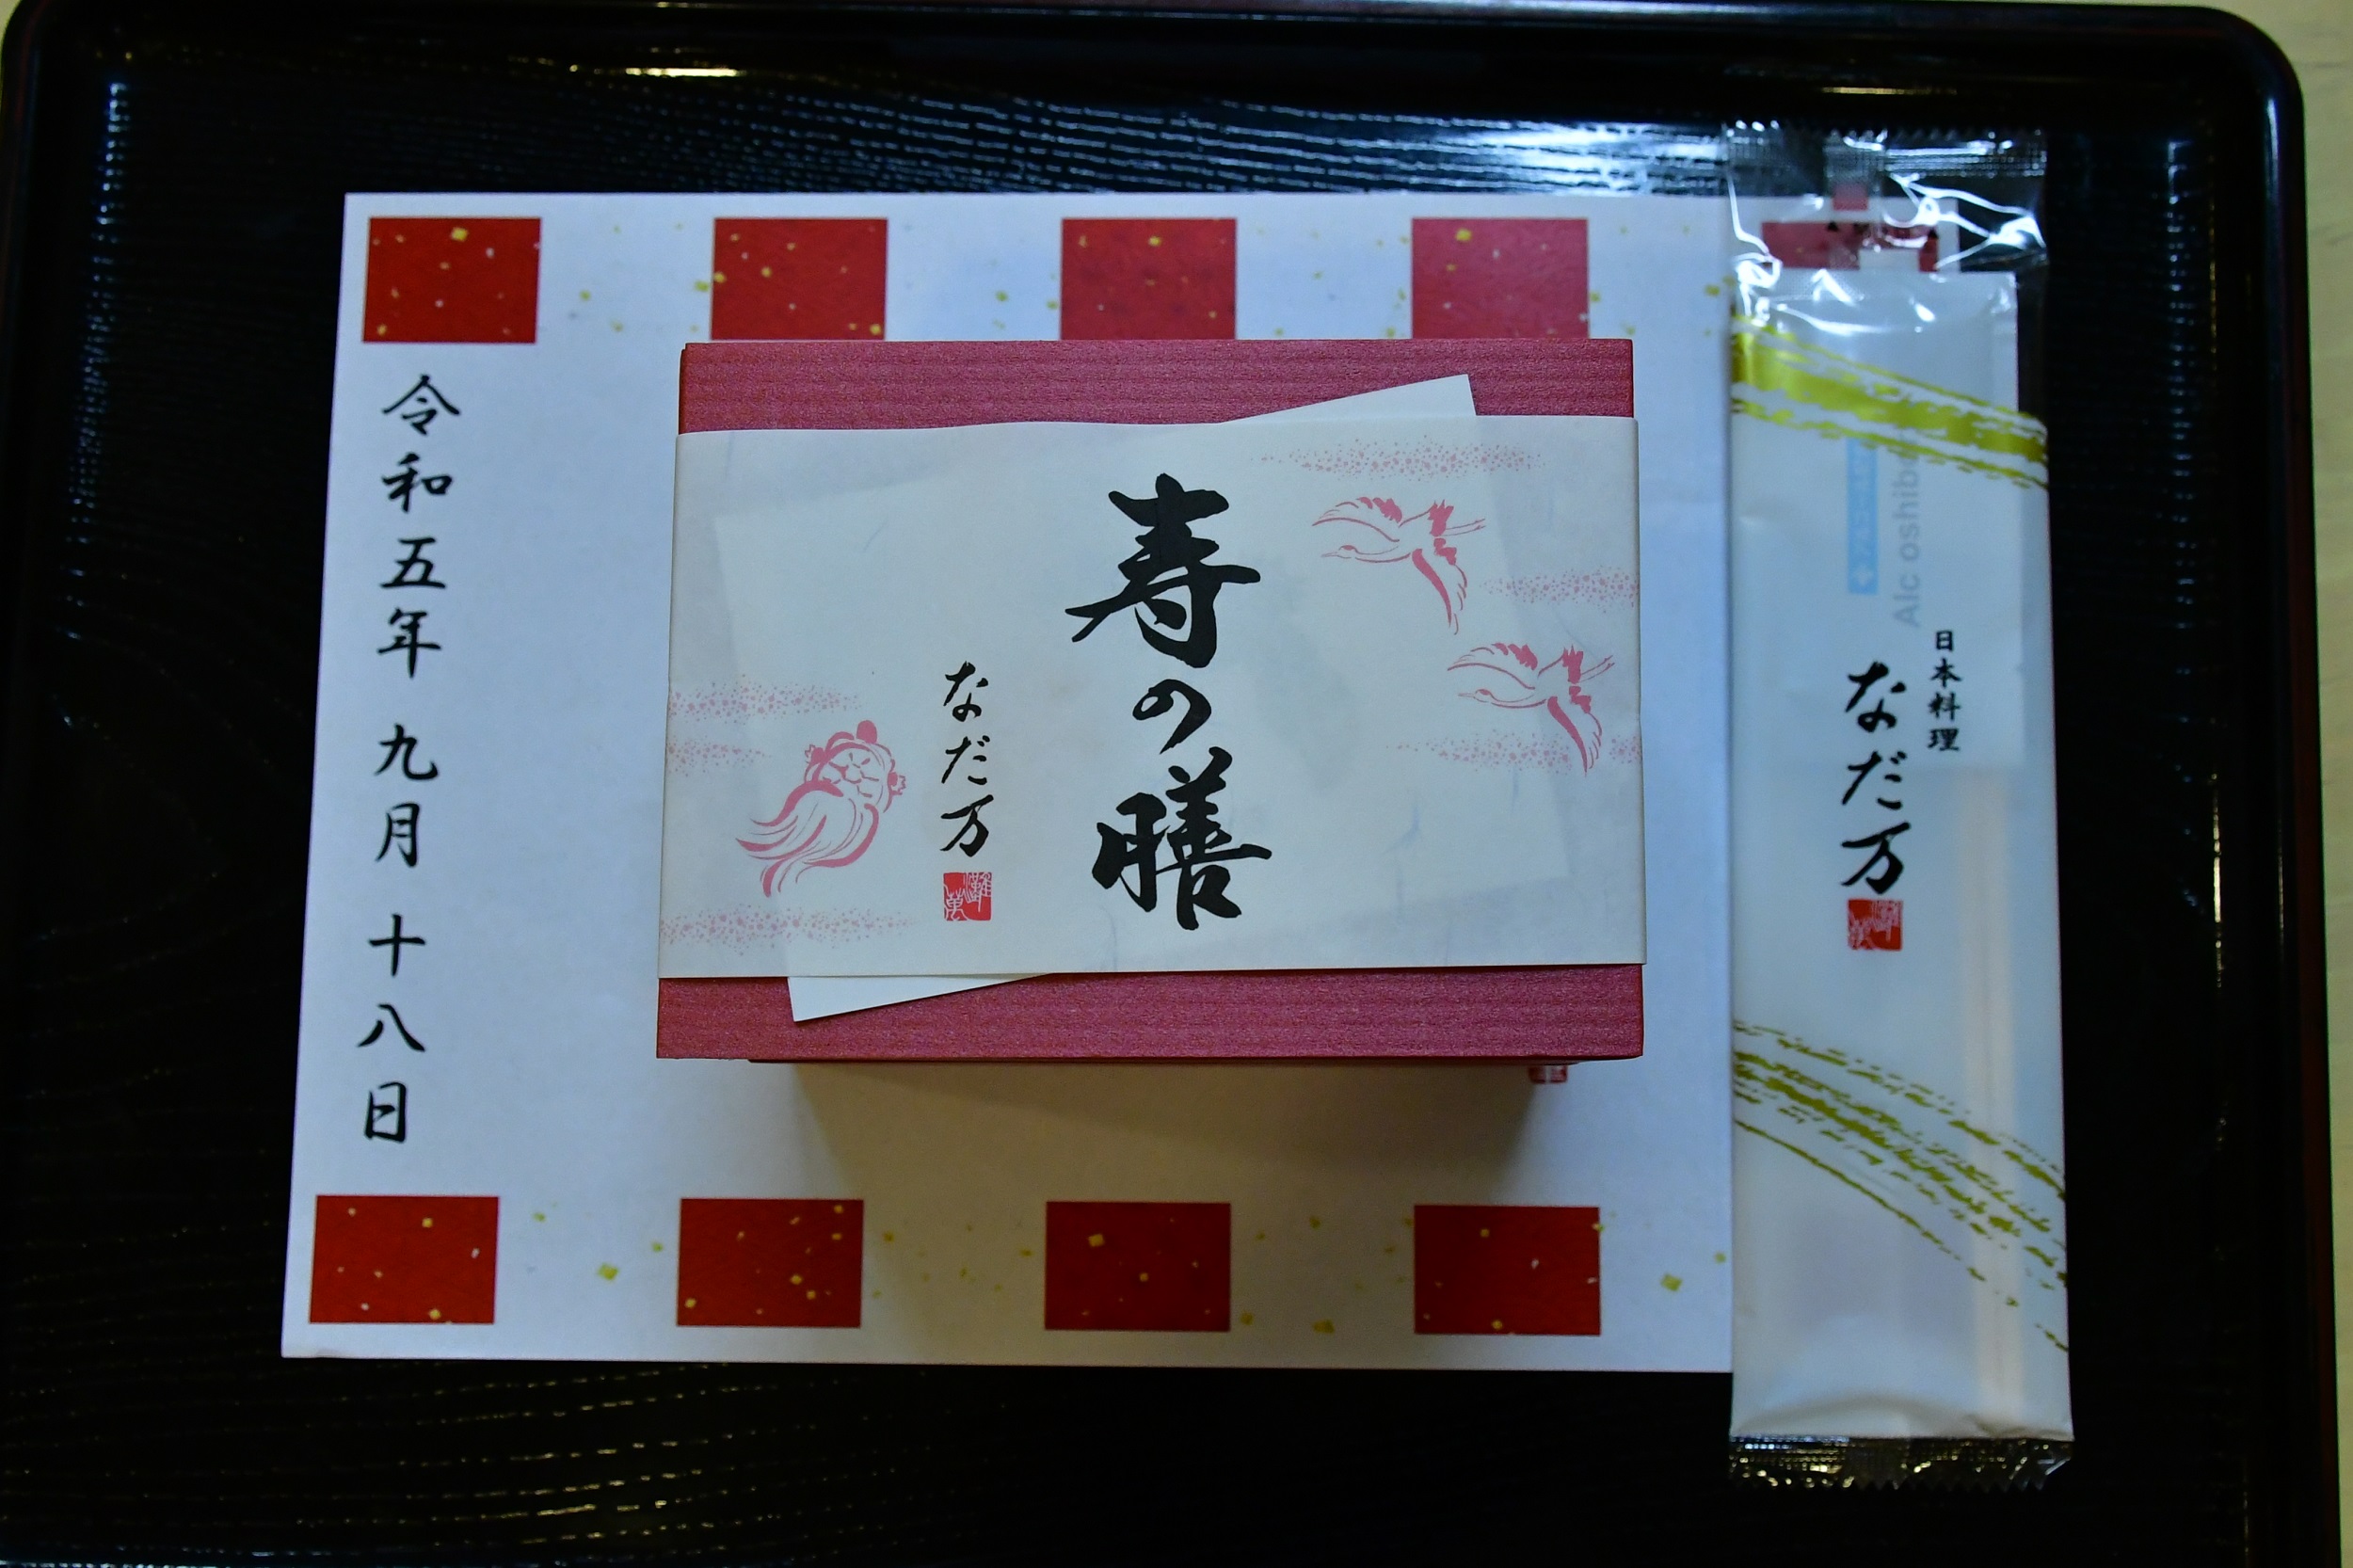 日本料理
なだ万
Alc oshib
寿の膳
なだ万
令和五年 九月 十八日